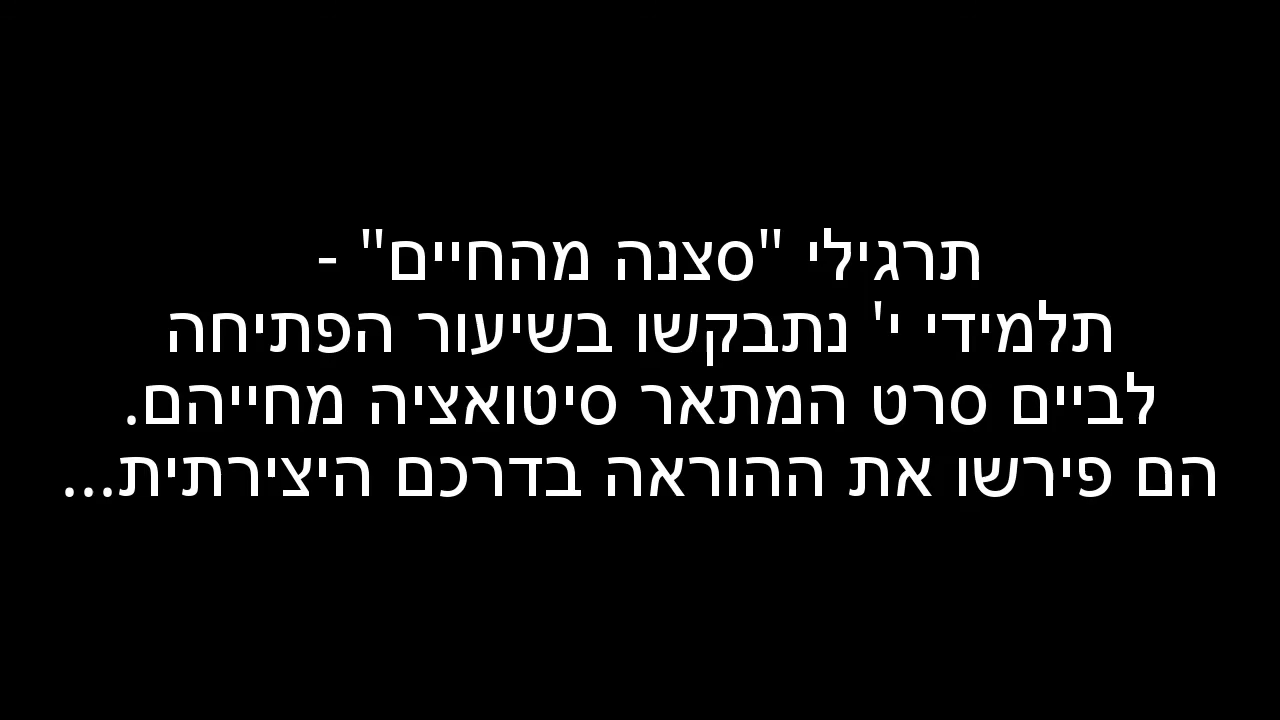 תרגילי "סצנה מהחיים" -
תלמידי י' נתבקשו בשיעור הפתיחה
לביים סרט המתאר סיטואציה מחייהם.
הם פירשו את ההוראה בדרכם היצירתית...